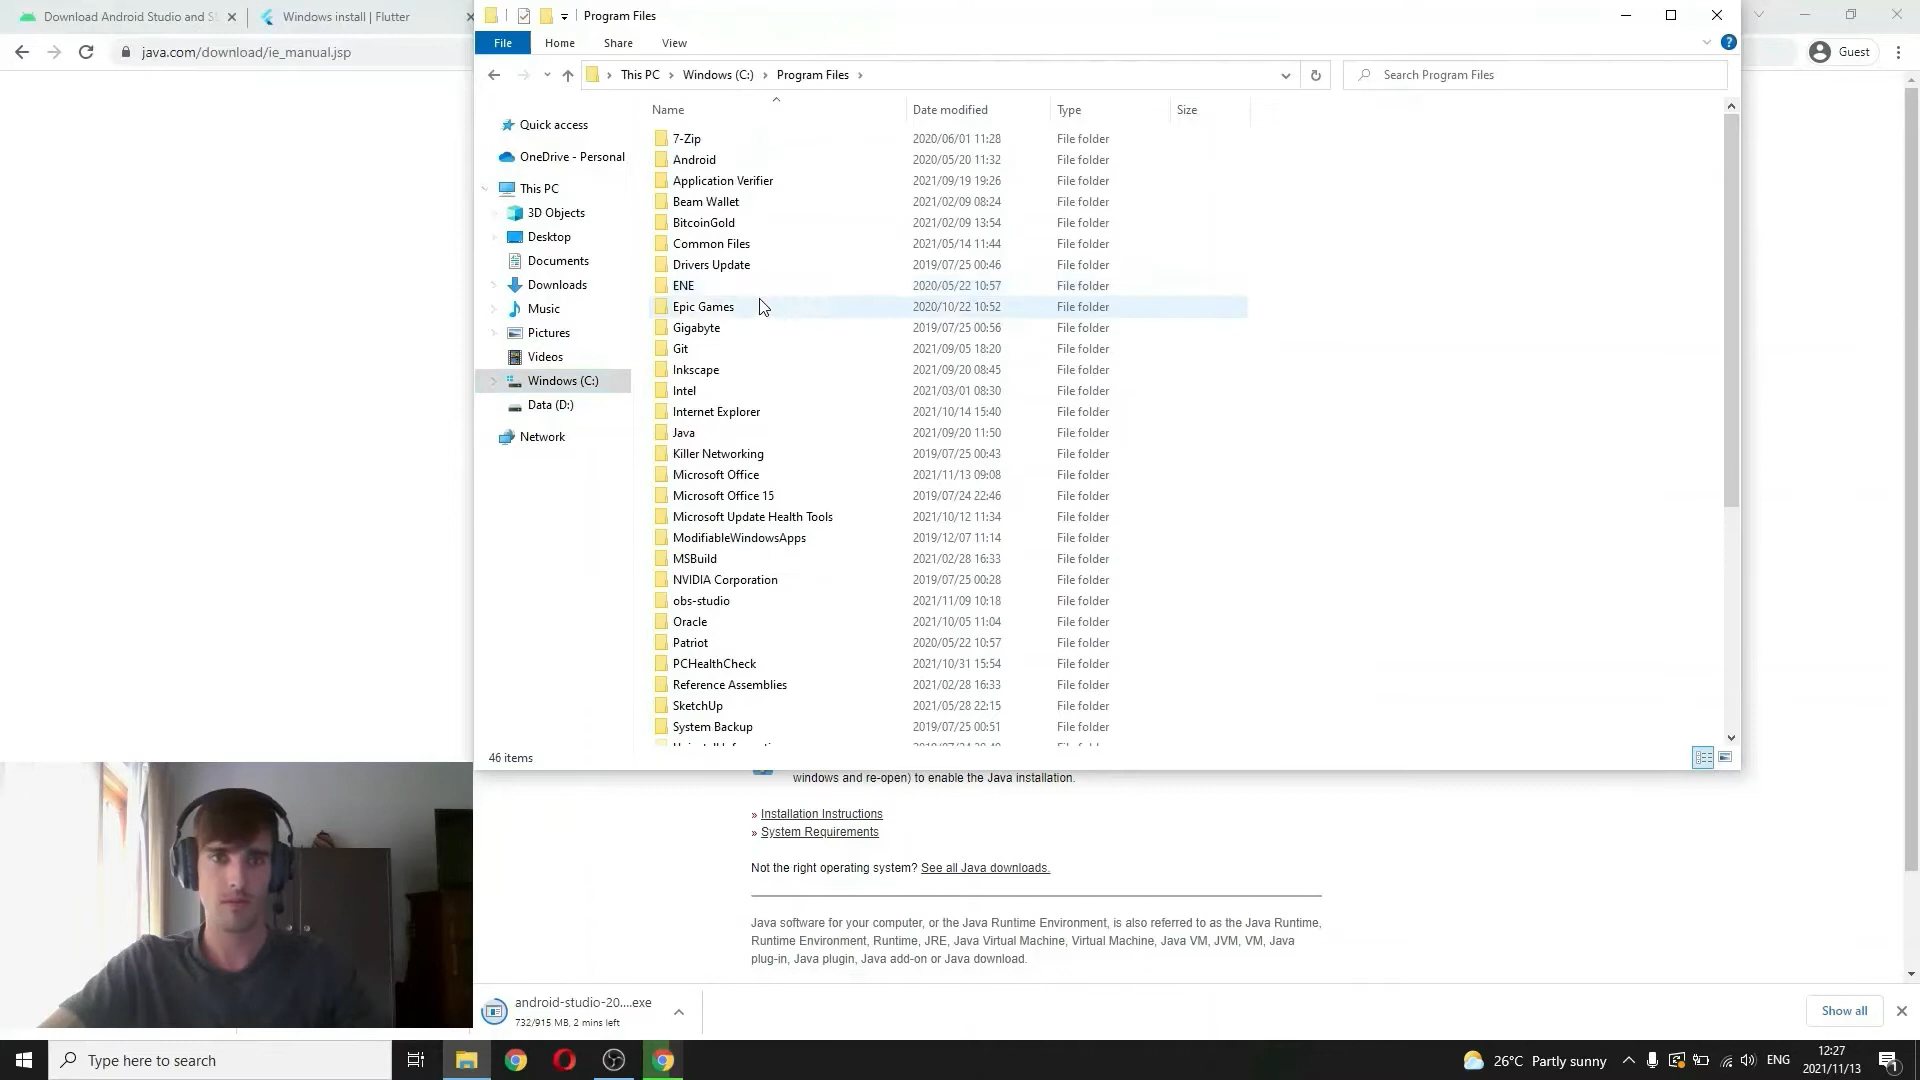 Download Android Studio and S
Windows install | Flutter
java.com/download/ie_manual.jsp
Guest
Program Files
File
Home
Share
View
This PC
Windows (C:)
Program Files
Search Program Files
Name
Date modified
Type
Size
Quick access
OneDrive - Personal
This PC
3D Objects
Desktop
Documents
Downloads
Music
Pictures
Videos
Windows (C:)
Data (D:)
Network
7-Zip 2020/06/01 11:28 File folder
Android 2020/05/20 11:32 File folder
Application Verifier 2021/09/19 19:26 File folder
Beam Wallet 2021/02/09 08:24 File folder
BitcoinGold 2021/02/09 13:54 File folder
Common Files 2021/05/14 11:44 File folder
Drivers Update 2019/07/25 00:46 File folder
ENE 2020/05/22 10:57 File folder
Epic Games 2020/10/22 10:52 File folder
Gigabyte 2019/07/25 00:56 File folder
Git 2021/09/05 18:20 File folder
Inkscape 2021/09/20 08:45 File folder
Intel 2021/03/01 08:30 File folder
Internet Explorer 2021/10/14 15:40 File folder
Java 2021/09/20 11:50 File folder
Killer Networking 2019/07/25 00:43 File folder
Microsoft Office 2021/11/13 09:08 File folder
Microsoft Office 15 2019/07/24 22:46 File folder
Microsoft Update Health Tools 2021/10/12 11:34 File folder
ModifiableWindowsApps 2019/12/07 11:14 File folder
MSBuild 2021/02/28 16:33 File folder
NVIDIA Corporation 2019/07/25 00:28 File folder
obs-studio 2021/11/09 10:18 File folder
Oracle 2021/10/05 11:04 File folder
Patriot 2020/05/22 10:57 File folder
PCHealthCheck 2021/10/31 15:54 File folder
Reference Assemblies 2021/02/28 16:33 File folder
SketchUp 2021/05/28 22:15 File folder
System Backup 2019/07/25 00:51 File folder
46 items
windows and re-open) to enable the Java installation.
» Installation Instructions
» System Requirements
Not the right operating system? See all Java downloads.
Java software for your computer, or the Java Runtime Environment, is also referred to as the Java Runtime,
Runtime Environment, Runtime, JRE, Java Virtual Machine, Virtual Machine, Java VM, JVM, VM, Java
plug-in, Java plugin, Java add-on or Java download.
android-studio-20....exe
732/915 MB, 2 mins left
Show all
Type here to search
26°C Partly sunny
ENG
12:27
2021/11/13
1